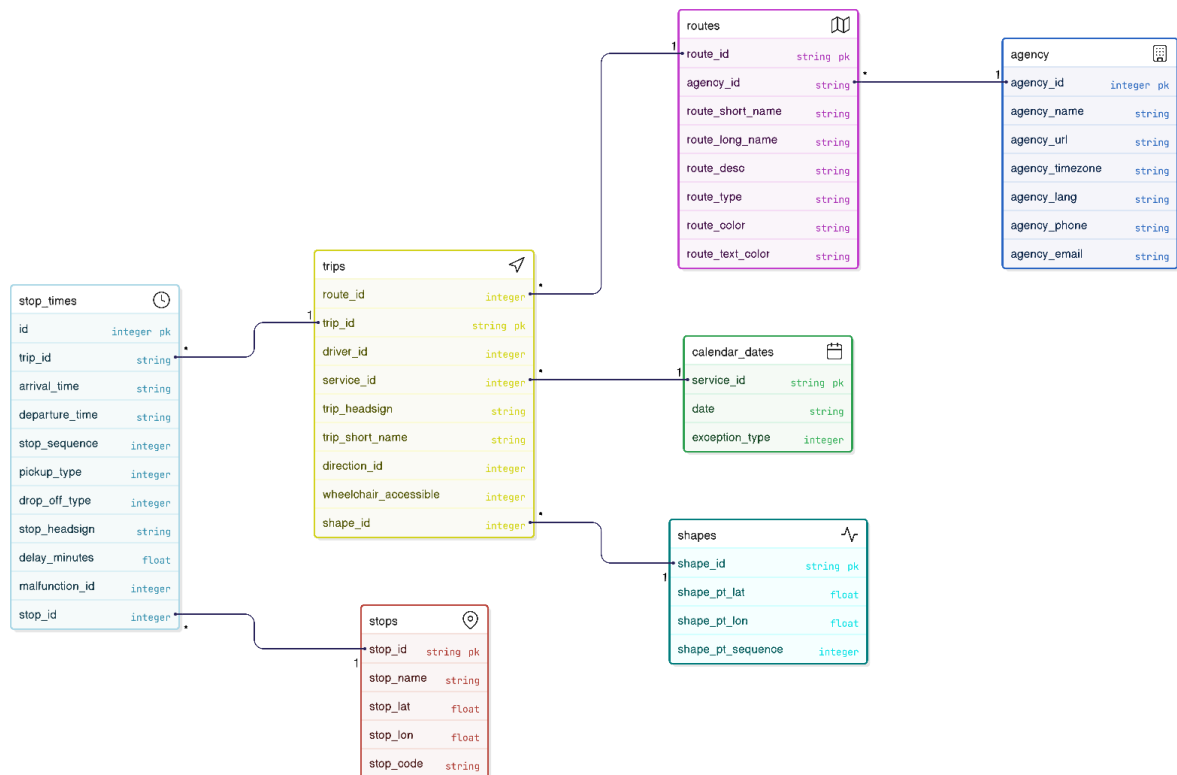 routes
route_id string pk
agency_id string
route_short_name string
route_long_name string
route_desc string
route_type string
route_color string
route_text_color string
1
*
1
agency
agency_id integer pk
agency_name string
agency_url string
agency_timezone string
agency_lang string
agency_phone string
agency_email string
trips
route_id integer
trip_id string pk
driver_id integer
service_id integer
trip_headsign string
trip_short_name string
direction_id integer
wheelchair_accessible integer
shape_id integer
*
1
*
*
stop_times
id integer pk
trip_id string
arrival_time string
departure_time string
stop_sequence integer
pickup_type integer
drop_off_type integer
stop_headsign string
delay_minutes float
malfunction_id integer
stop_id integer
*
*
calendar_dates
service_id string pk
date string
exception_type integer
1
shapes
shape_id string pk
shape_pt_lat float
shape_pt_lon float
shape_pt_sequence integer
1
stops
stop_id string pk
stop_name string
stop_lat float
stop_lon float
stop_code string
1